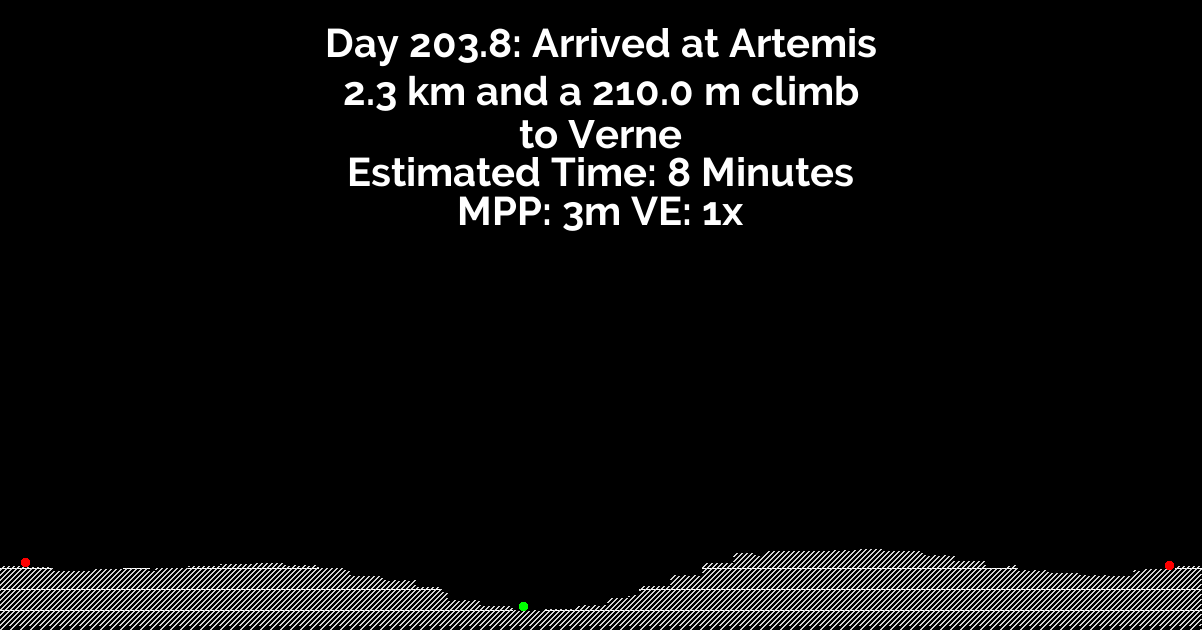 Day 203.8: Arrived at Artemis
2.3 km and a 210.0 m climb
to Verne
Estimated Time: 8 Minutes
MPP: 3m VE: 1x